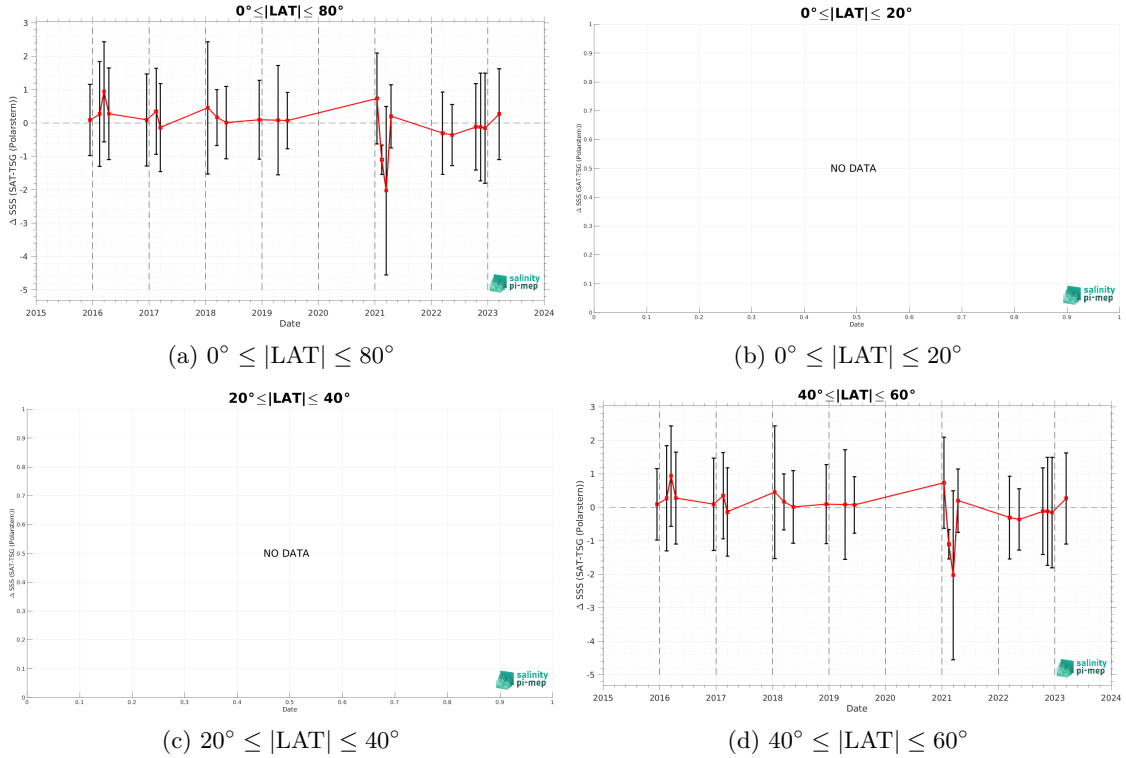 0°≤|LAT|≤ 80°
Δ SSS (SAT-TSG (Polarstern))
3
2
1
0
-1
-2
-3
-4
-5
2015 2016 2017 2018 2019 2020 2021 2022 2023 2024
Date
salinity
pi-mep
(a) 0° ≤ |LAT| ≤ 80°
0°≤|LAT|≤ 20°
Δ SSS (SAT-TSG (Polarstern))
1
0.9
0.8
0.7
0.6
0.5
0.4
0.3
0.2
0.1
0
NO DATA
0 0.1 0.2 0.3 0.4 0.5 0.6 0.7 0.8 0.9 1
Date
salinity
pi-mep
(b) 0° ≤ |LAT| ≤ 20°
20°≤|LAT|≤ 40°
Δ SSS (SAT-TSG (Polarstern))
1
0.9
0.8
0.7
0.6
0.5
0.4
0.3
0.2
0.1
0
NO DATA
0 0.1 0.2 0.3 0.4 0.5 0.6 0.7 0.8 0.9 1
Date
salinity
pi-mep
(c) 20° ≤ |LAT| ≤ 40°
40°≤|LAT|≤ 60°
Δ SSS (SAT-TSG (Polarstern))
3
2
1
0
-1
-2
-3
-4
-5
2015 2016 2017 2018 2019 2020 2021 2022 2023 2024
Date
salinity
pi-mep
(d) 40° ≤ |LAT| ≤ 60°